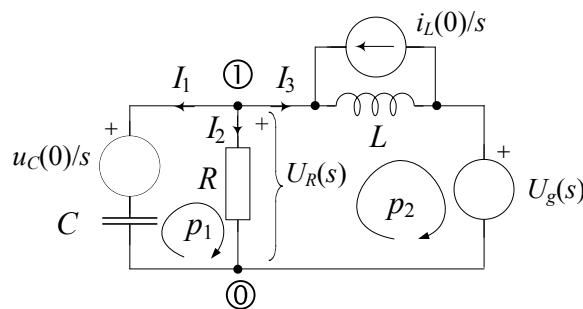 i_L(0)/s
① 
I_1 I_3
+ I_2 + L +
u_C(0)/s R U_R(s) U_g(s)
C p_1 p_2
⓪